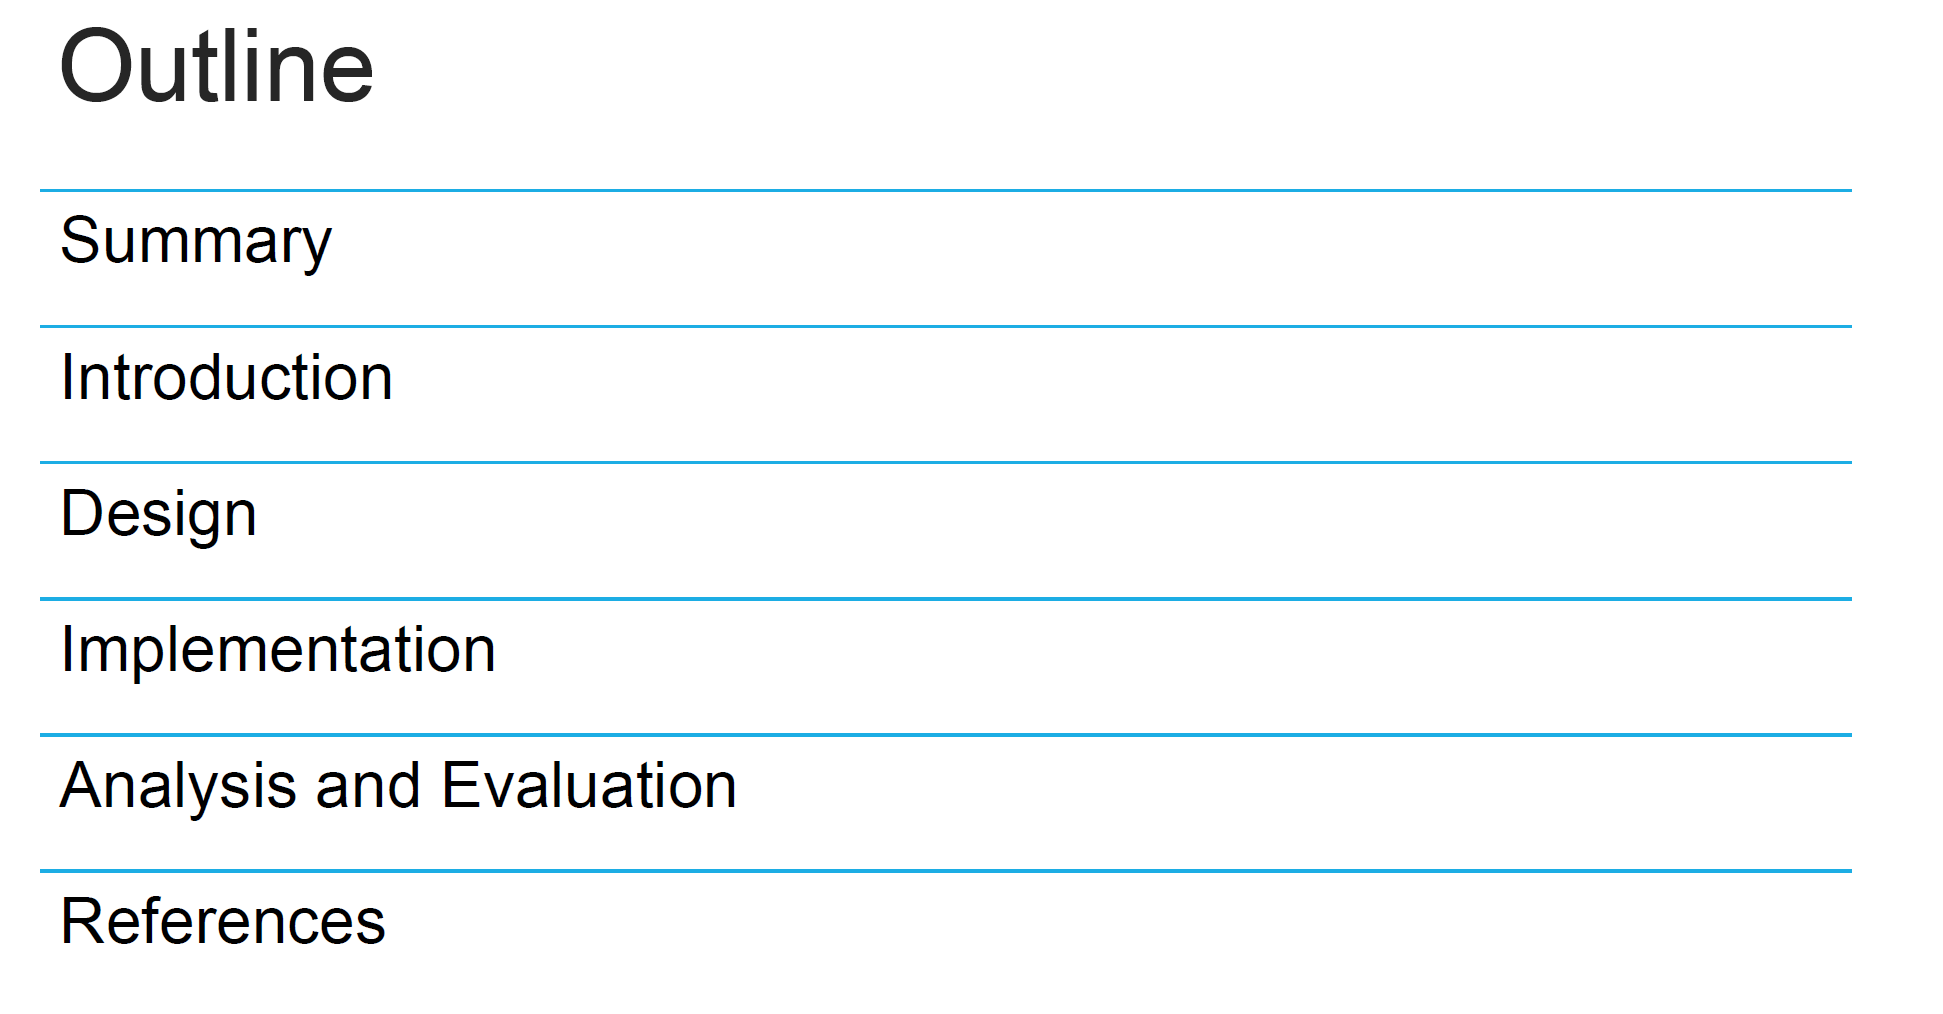 Outline
Summary
Introduction
Design
Implementation
Analysis and Evaluation
References